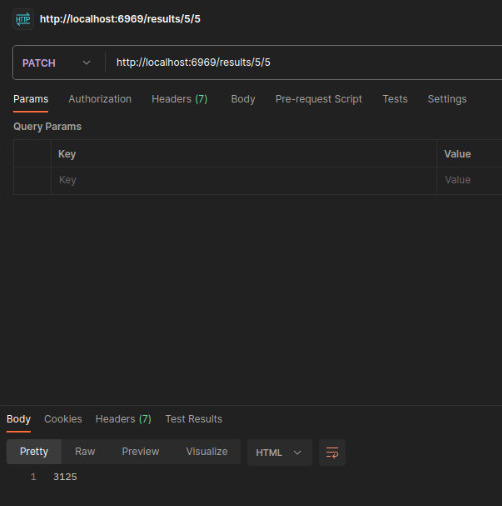 HTTP http://localhost:6969/results/5/5
PATCH http://localhost:6969/results/5/5
Params Authorization Headers (7) Body Pre-request Script Tests Settings
Query Params
Key Value
Key Value
Body Cookies Headers (7) Test Results
Pretty Raw Preview Visualize HTML
1 3125